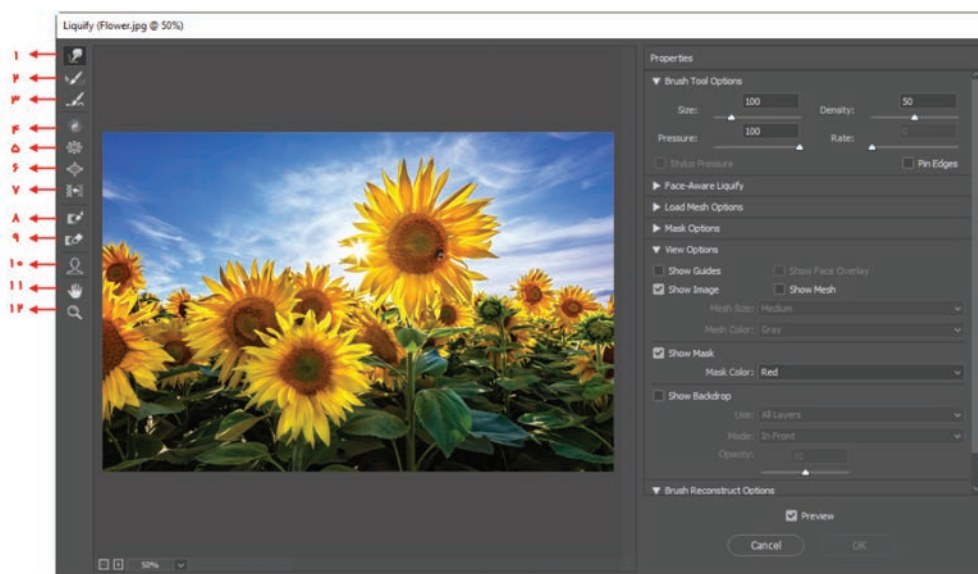 Liquify (Flower.jpg @ 50%)
۱
۲
۳
۴
۵
۶
۷
۸
۹
۱۰
۱۱
۱۲
Properties
Brush Tool Options
Size: 100 Density: 50
Pressure: 100 Rate: 0
Stylus Pressure Pin Edges
Face-Aware Liquify
Load Mesh Options
Mask Options
View Options
Show Guides Show Face Overlay
Show Image Show Mesh
Mesh Size: Medium
Mesh Color: Gray
Show Mask
Mask Color: Red
Show Backdrop
Use: All Layers
Mode: In Front
Opacity:
Brush Reconstruct Options
Preview
Cancel OK
50%